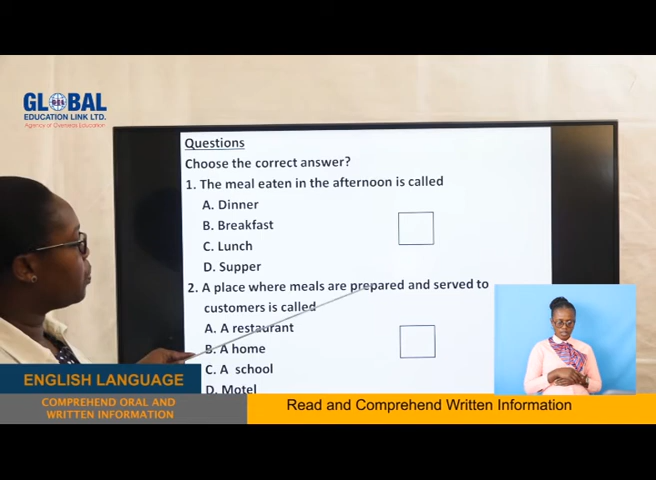 GLOBAL
EDUCATION LINK LTD.
Agency of Overseas Education
Questions
Choose the correct answer?
1. The meal eaten in the afternoon is called
A. Dinner
B. Breakfast
C. Lunch
D. Supper
2. A place where meals are prepared and served to
customers is called
A. A restaurant
B. A home
C. A school
D. Motel
ENGLISH LANGUAGE
COMPREHEND ORAL AND
WRITTEN INFORMATION
Read and Comprehend Written Information